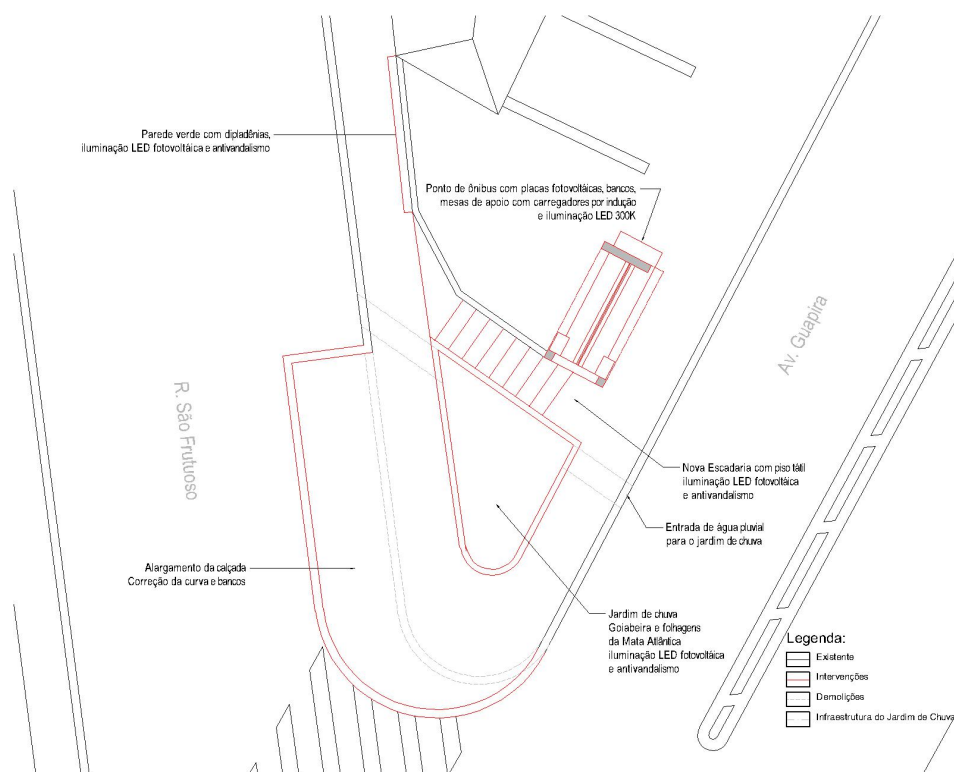 Parede verde com dipladênias,
iluminação LED fotovoltáica e antivandalismo
Ponto de ônibus com placas fotovoltáicas, bancos,
mesas de apoio com carregadores por indução
e iluminação LED 300K
Av. Guapira
R. São Frutuoso
Nova Escadaria com piso tátil
iluminação LED fotovoltáica
e antivandalismo
Entrada de água pluvial
para o jardim de chuva
Alargamento da calçada
Correção da curva e bancos
Jardim de chuva
Goiabeira e folhagens
da Mata Atlântica
iluminação LED fotovoltáica
e antivandalismo
Legenda:
Existente
Intervenções
Demolições
Infraestrutura do Jardim de Chuva